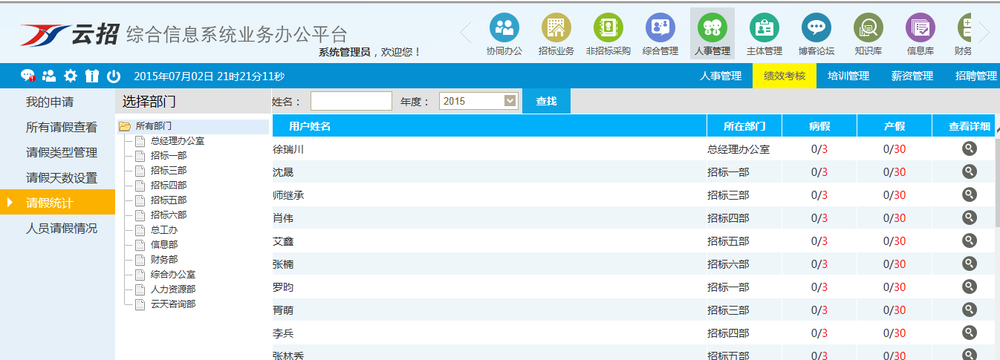 云招 综合信息系统业务办公平台
系统管理员，欢迎您！
协同办公 招标业务 非招标采购 综合管理 人事管理 主体管理 博客论坛 知识库 信息库 财务
2015年07月02日 21时21分11秒 人事管理 绩效考核 培训管理 薪资管理 招聘管理
我的申请
所有请假查看
请假类型管理
请假天数设置
请假统计
人员请假情况
选择部门
所有部门
总经理办公室
招标一部
招标三部
招标四部
招标五部
招标六部
总工办
信息部
财务部
综合办公室
人力资源部
云天咨询部
姓名： 年度： 2015 查找
用户姓名 所在部门 病假 产假 查看详细
徐瑞川 总经理办公室 0/3 0/30
沈晟 招标一部 0/3 0/30
师继承 招标三部 0/3 0/30
肖伟 招标四部 0/3 0/30
艾鑫 招标五部 0/3 0/30
张楠 招标六部 0/3 0/30
罗昀 招标一部 0/3 0/30
胥萌 招标三部 0/3 0/30
李兵 招标四部 0/3 0/30
张林秀 招标五部 0/3 0/30